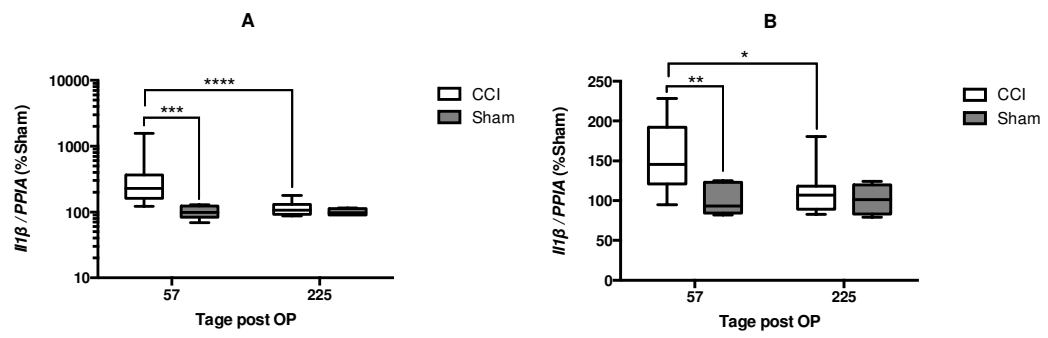 A
Il1β / PPIA (%Sham)
10000
1000
100
10
****
***
57
225
Tage post OP
CCI
Sham
B
Il1β / PPIA (%Sham)
250
200
150
100
50
0
*
**
57
225
Tage post OP
CCI
Sham